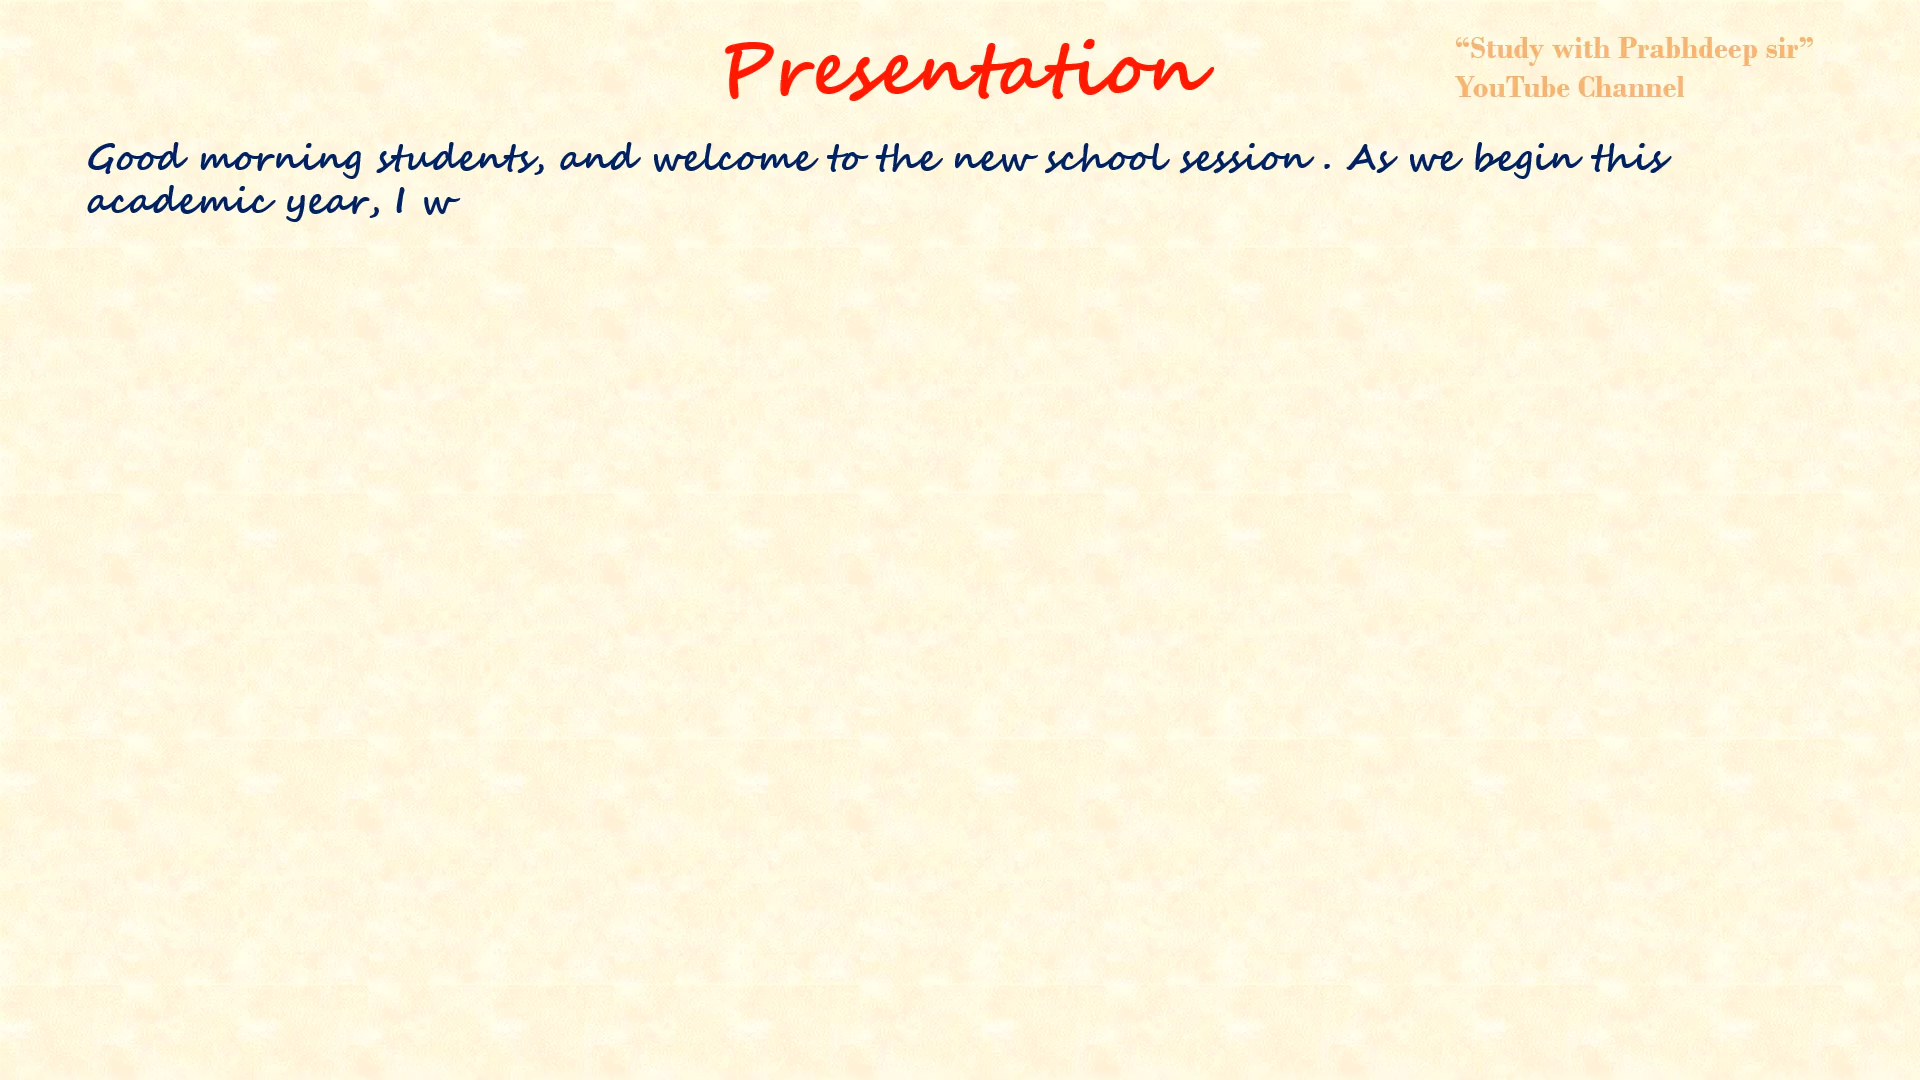 Presentation
“Study with Prabhdeep sir”
YouTube Channel
Good morning students, and welcome to the new school session . As we begin this
academic year, I w